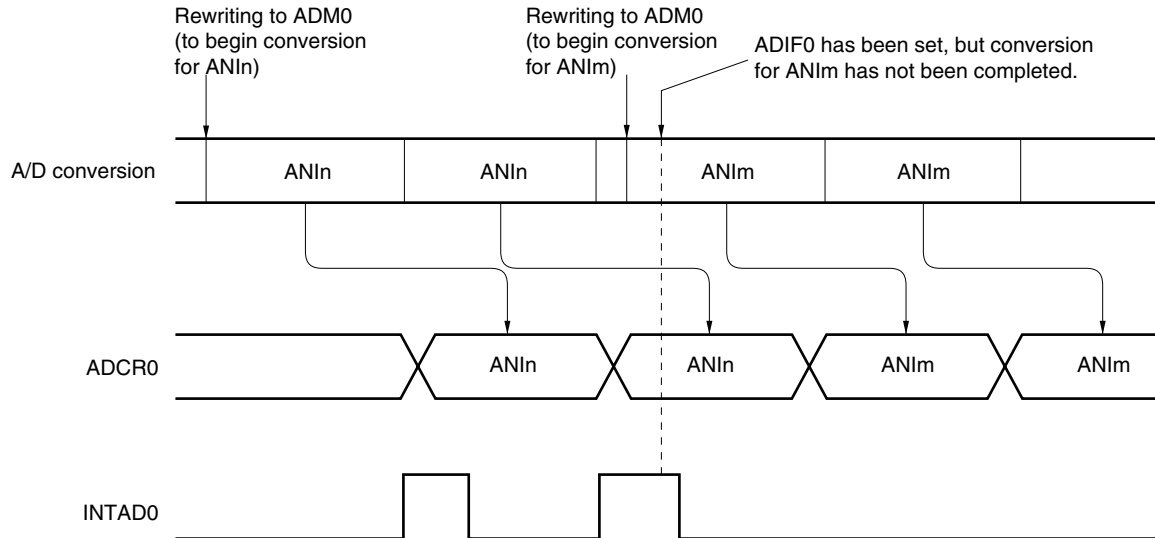 Rewriting to ADM0
(to begin conversion
for ANIn)
Rewriting to ADM0
(to begin conversion
for ANIm)
ADIF0 has been set, but conversion
for ANIm has not been completed.
A/D conversion
ANIn
ANIn
ANIm
ANIm
ADCR0
ANIn
ANIn
ANIm
ANIm
INTAD0